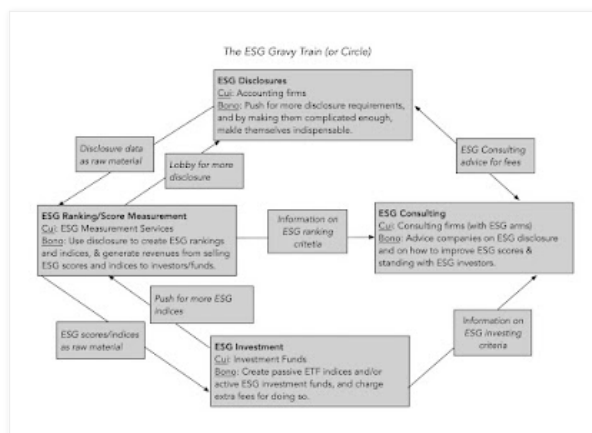 The ESG Gravy Train (or Circle)
ESG Disclosures
Cui: Accounting firms
Bono: Push for more disclosure requirements,
and by making them complicated enough,
makle themselves indispensable.
Disclosure data
as raw material
Lobby for more
disclosure
ESG Consulting
advice for fees
ESG Ranking/Score Measurement
Cui: ESG Measurement Services
Bono: Use disclosure to create ESG rankings
and indices, & generate revenues from selling
ESG scores and indices to investors/funds.
Information on
ESG ranking
critetia
ESG Consulting
Cui: Consulting firms (with ESG arms)
Bono: Advice companies on ESG disclosure
and on how to improve ESG scores &
standing with ESG investors.
Push for more ESG
indices
ESG scores/indices
as raw material
Information on
ESG investing
criteria
ESG Investment
Cui: Investment Funds
Bono: Create passive ETF indices and/or
active ESG investment funds, and charge
extra fees for doing so.